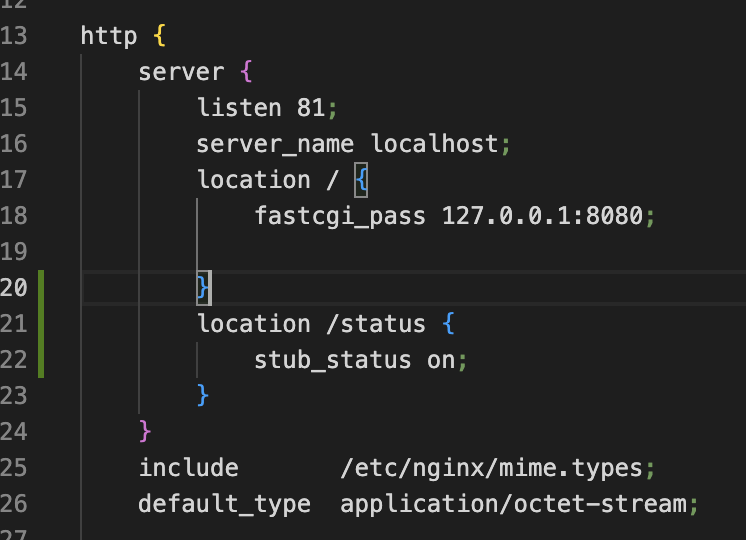 12
13 http {
14 server {
15 listen 81;
16 server_name localhost;
17 location / {
18 fastcgi_pass 127.0.0.1:8080;
19
20 }
21 location /status {
22 stub_status on;
23 }
24 }
25 include /etc/nginx/mime.types;
26 default_type application/octet-stream;
27